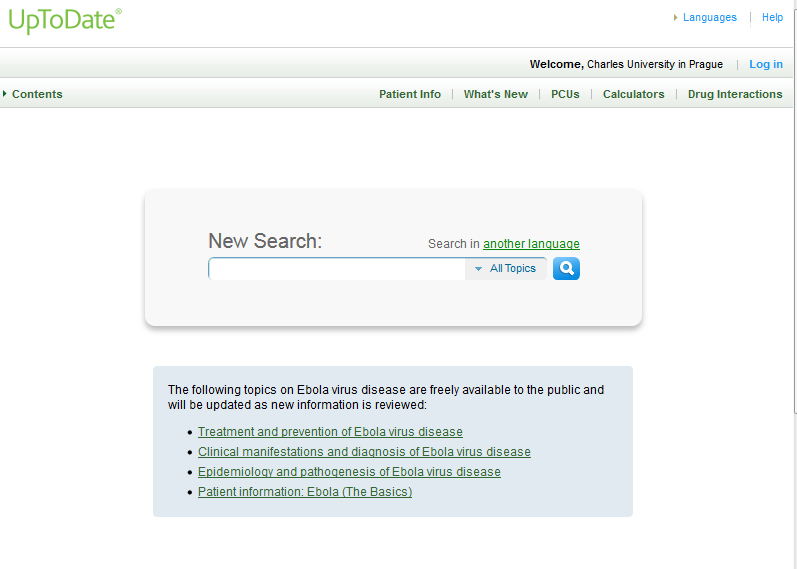 UpToDate®
Languages | Help
Welcome, Charles University in Prague | Log in
Contents
Patient Info | What's New | PCUs | Calculators | Drug Interactions
New Search:
Search in another language
All Topics
The following topics on Ebola virus disease are freely available to the public and
will be updated as new information is reviewed:
• Treatment and prevention of Ebola virus disease
• Clinical manifestations and diagnosis of Ebola virus disease
• Epidemiology and pathogenesis of Ebola virus disease
• Patient information: Ebola (The Basics)